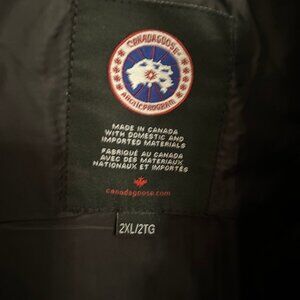 CANADA GOOSE
ARCTIC PROGRAM
MADE IN CANADA
WITH DOMESTIC AND
IMPORTED MATERIALS
FABRIQUÉ AU CANADA
AVEC DES MATERIAUX
NATIONAUX ET IMPORTÉS
canadagoose.com
2XL/2TG